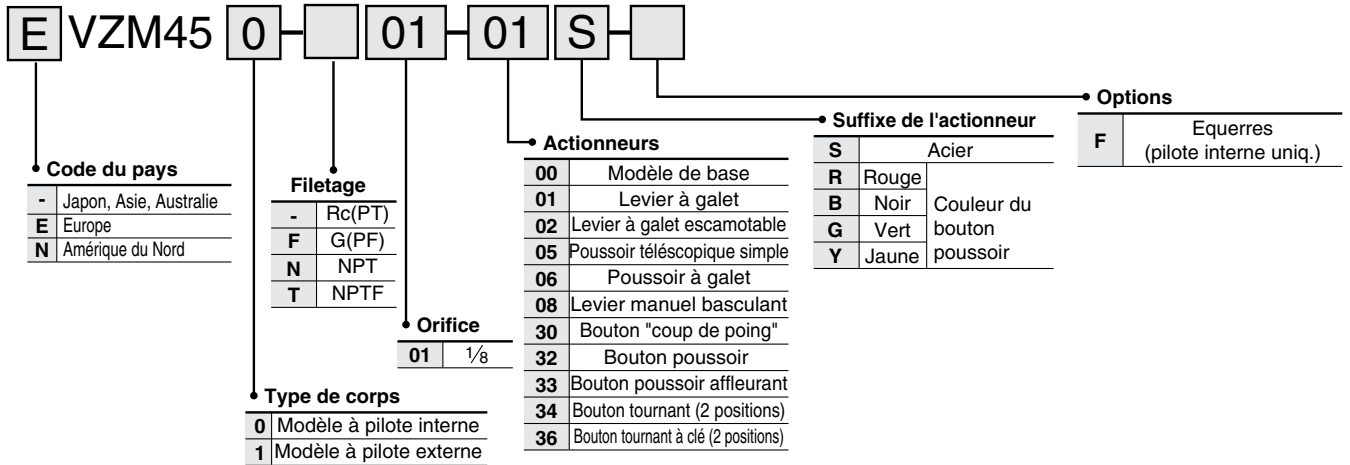 E VZM45 0 - 01 - 01 S -
Code du pays
- Japon, Asie, Australie
E Europe
N Amérique du Nord
Filetage
- Rc(PT)
F G(PF)
N NPT
T NPTF
Orifice
01 1/8
Type de corps
0 Modèle à pilote interne
1 Modèle à pilote externe
Actionneurs
00 Modèle de base
01 Levier à galet
02 Levier à galet escamotable
05 Poussoir téléscopique simple
06 Poussoir à galet
08 Levier manuel basculant
30 Bouton "coup de poing"
32 Bouton poussoir
33 Bouton poussoir affleurant
34 Bouton tournant (2 positions)
36 Bouton tournant à clé (2 positions)
Suffixe de l'actionneur
S Acier
R Rouge
B Noir
G Vert
Y Jaune
Couleur du
bouton
poussoir
Options
F Equerres
(pilote interne uniq.)